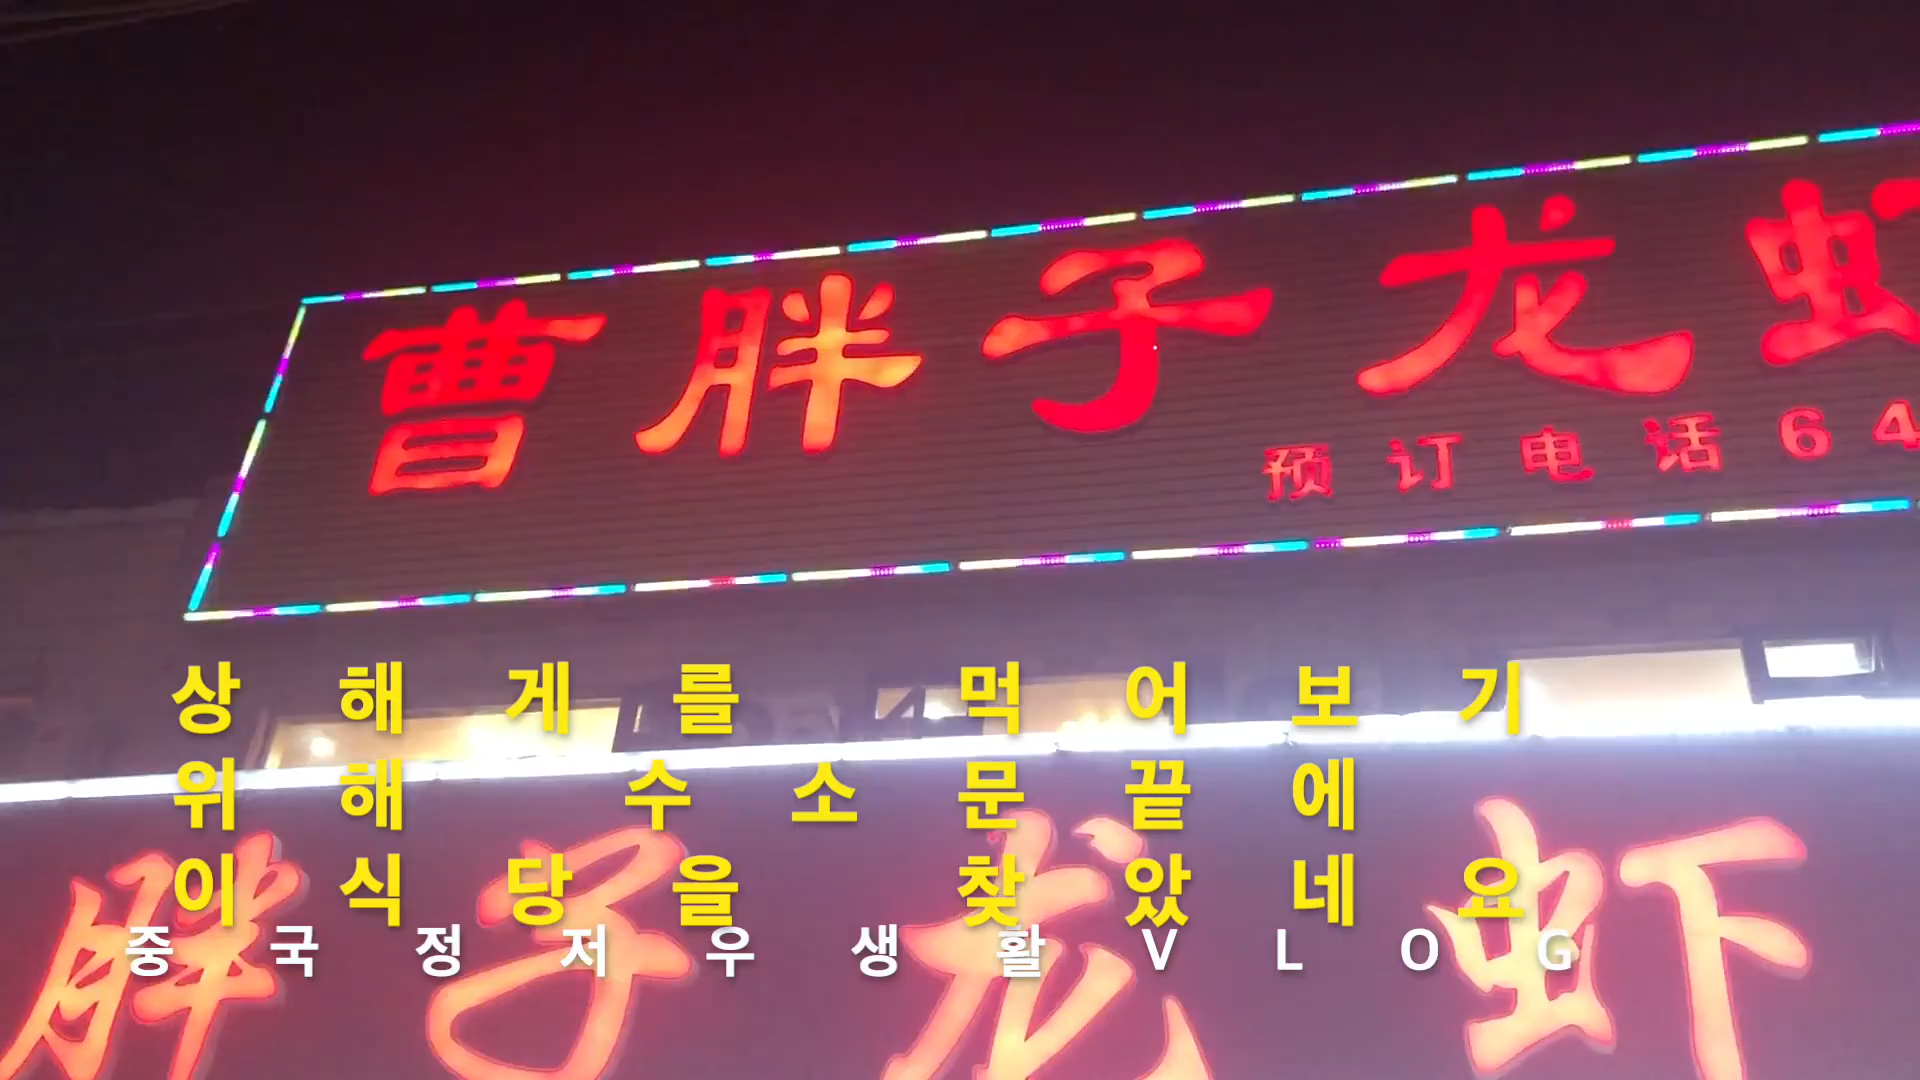 曹胖子龙虾
预订电话64
상해게를 먹어보기
위해 수소문끝에
이식당을 찾았네요
중국정저우생활VLOG
胖子龙虾